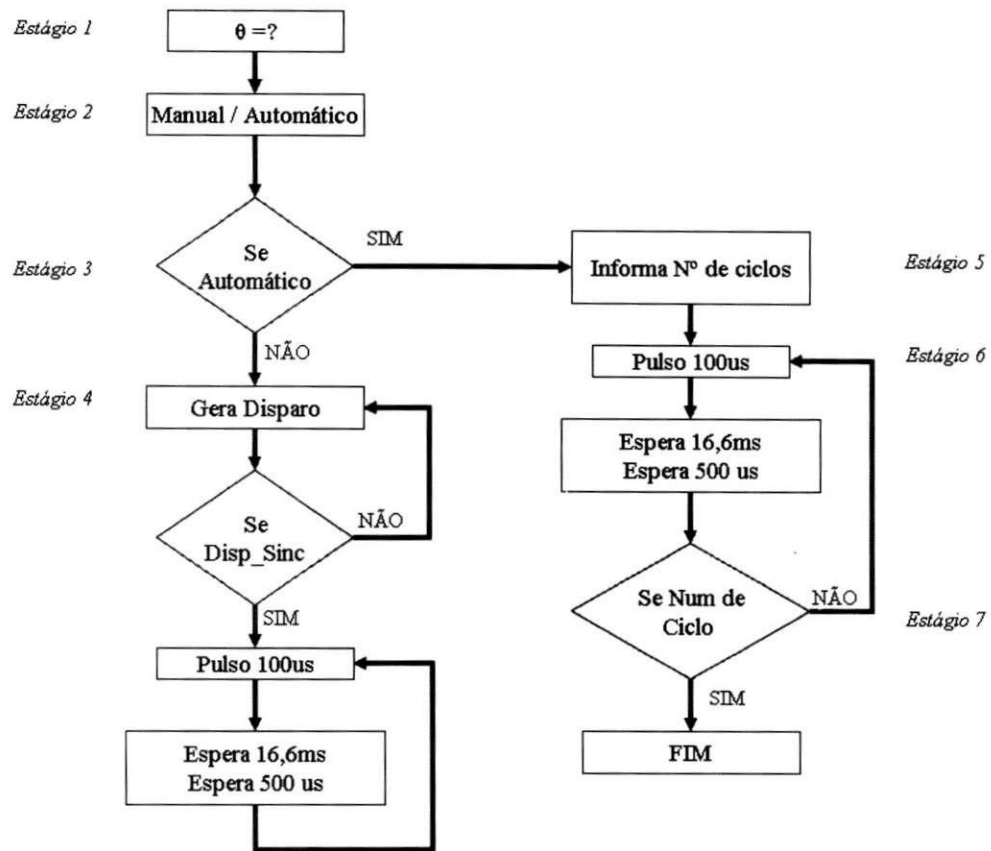 Estágio 1
θ =?
Estágio 2
Manual / Automático
Estágio 3
Se
Automático
SIM
NÃO
Estágio 4
Gera Disparo
Se
Disp_Sinc
NÃO
SIM
Pulso 100us
Espera 16,6ms
Espera 500 us
Informa Nº de ciclos
Estágio 5
Pulso 100us
Estágio 6
Espera 16,6ms
Espera 500 us
Se Num de
Ciclo
NÃO
Estágio 7
SIM
FIM